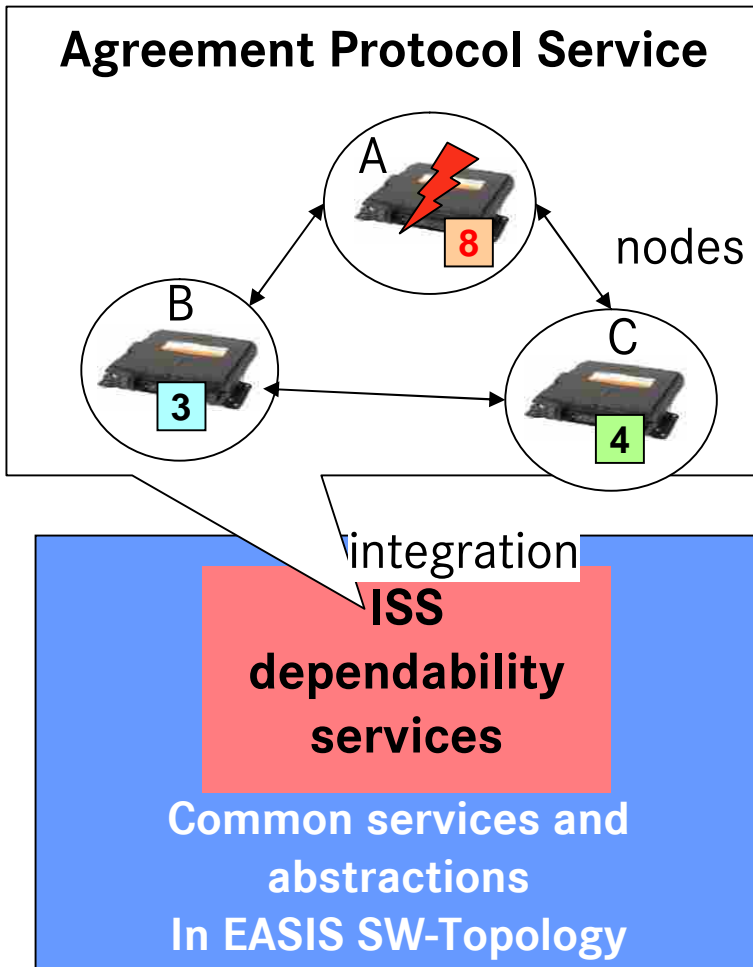 Agreement Protocol Service
A
8
nodes
B
3
C
4
integration
ISS
dependability
services
Common services and
abstractions
In EASIS SW-Topology